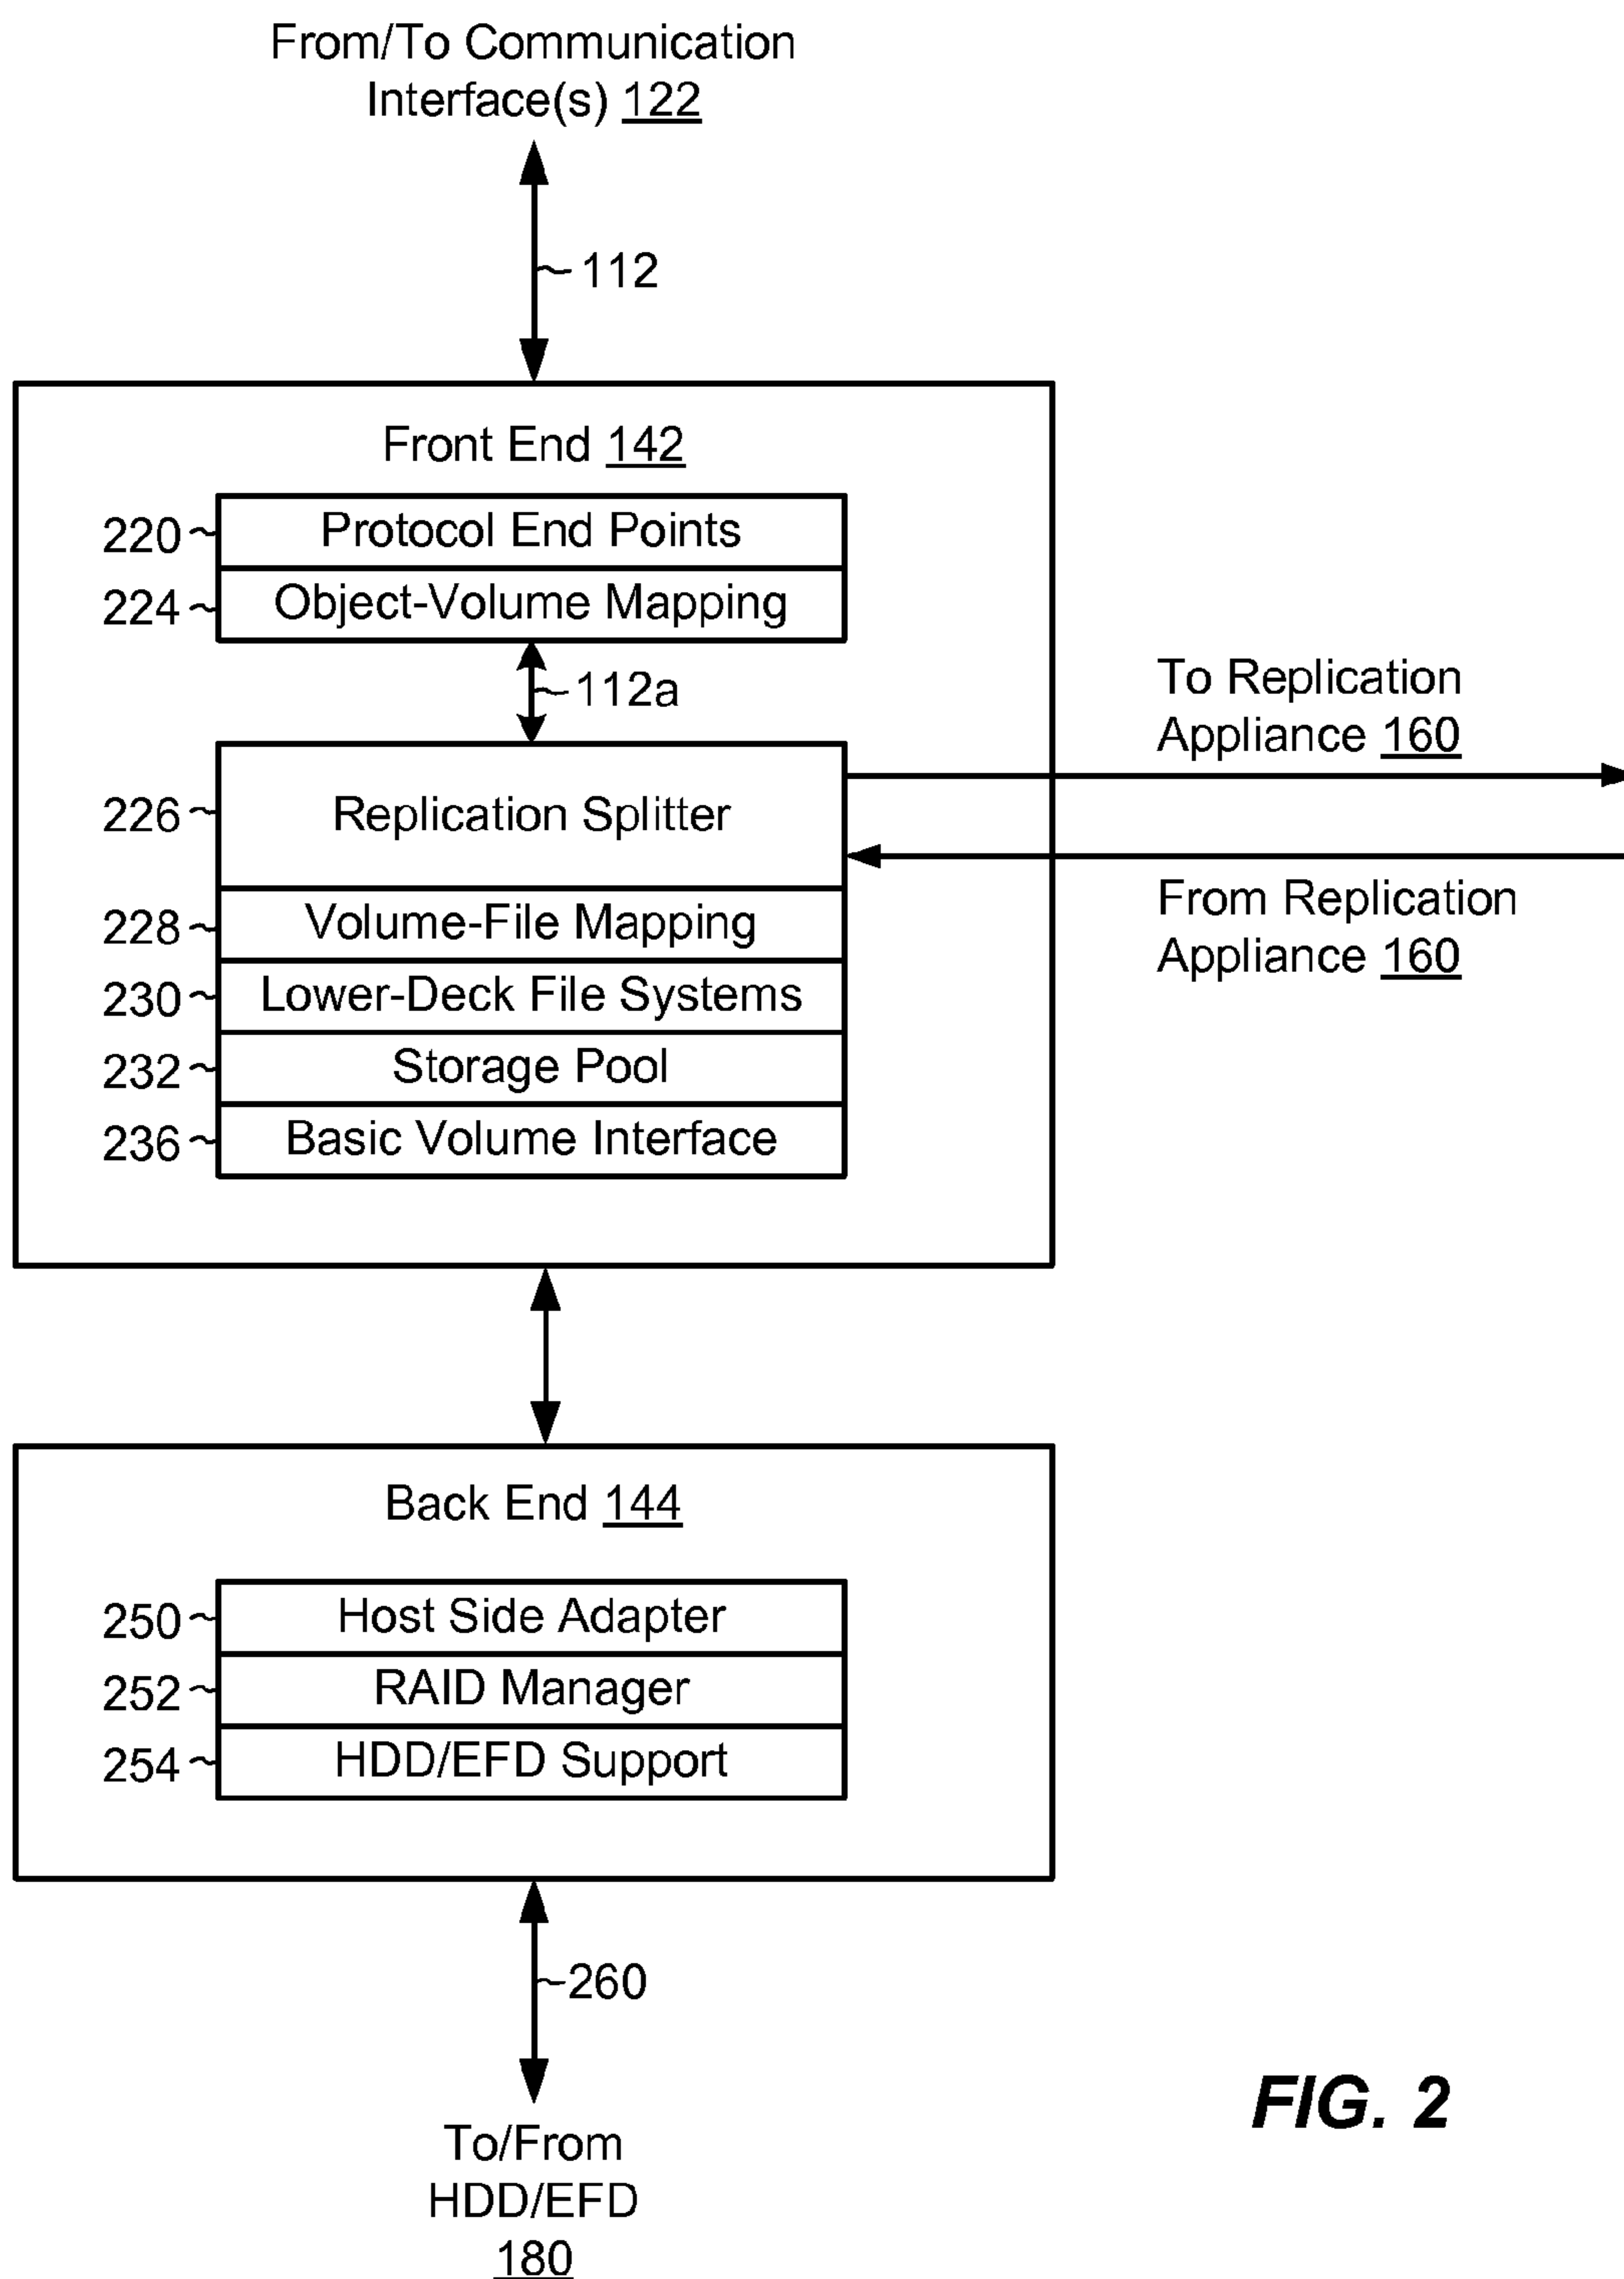 From/To Communication
Interface(s) 122
112
Front End 142
220
Protocol End Points
224
Object-Volume Mapping
112a
To Replication
Appliance 160
226
Replication Splitter
From Replication
Appliance 160
228
Volume-File Mapping
230
Lower-Deck File Systems
232
Storage Pool
236
Basic Volume Interface
Back End 144
250
Host Side Adapter
252
RAID Manager
254
HDD/EFD Support
260
To/From
HDD/EFD
180
FIG. 2